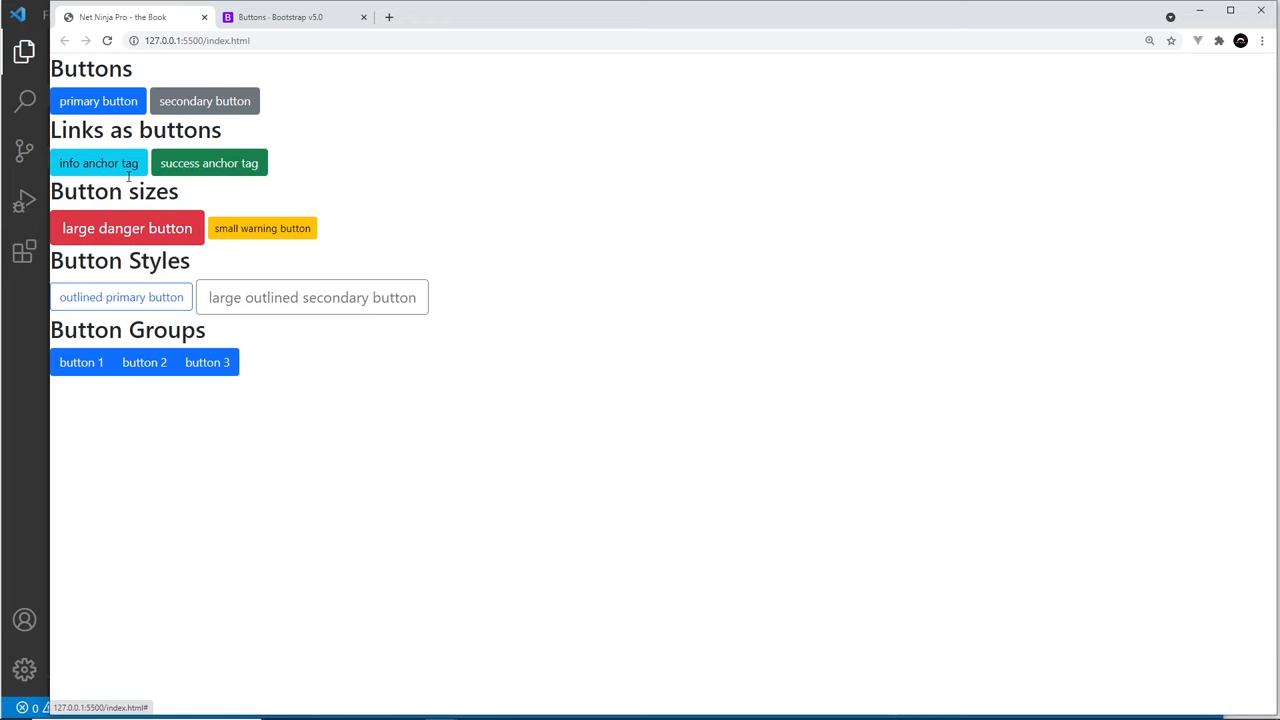 F
Net Ninja Pro - the Book
Buttons · Bootstrap v5.0
127.0.0.1:5500/index.html
Buttons
primary button secondary button
Links as buttons
info anchor tag success anchor tag
Button sizes
large danger button small warning button
Button Styles
outlined primary button large outlined secondary button
Button Groups
button 1 button 2 button 3
0
127.0.0.1:5500/index.html#